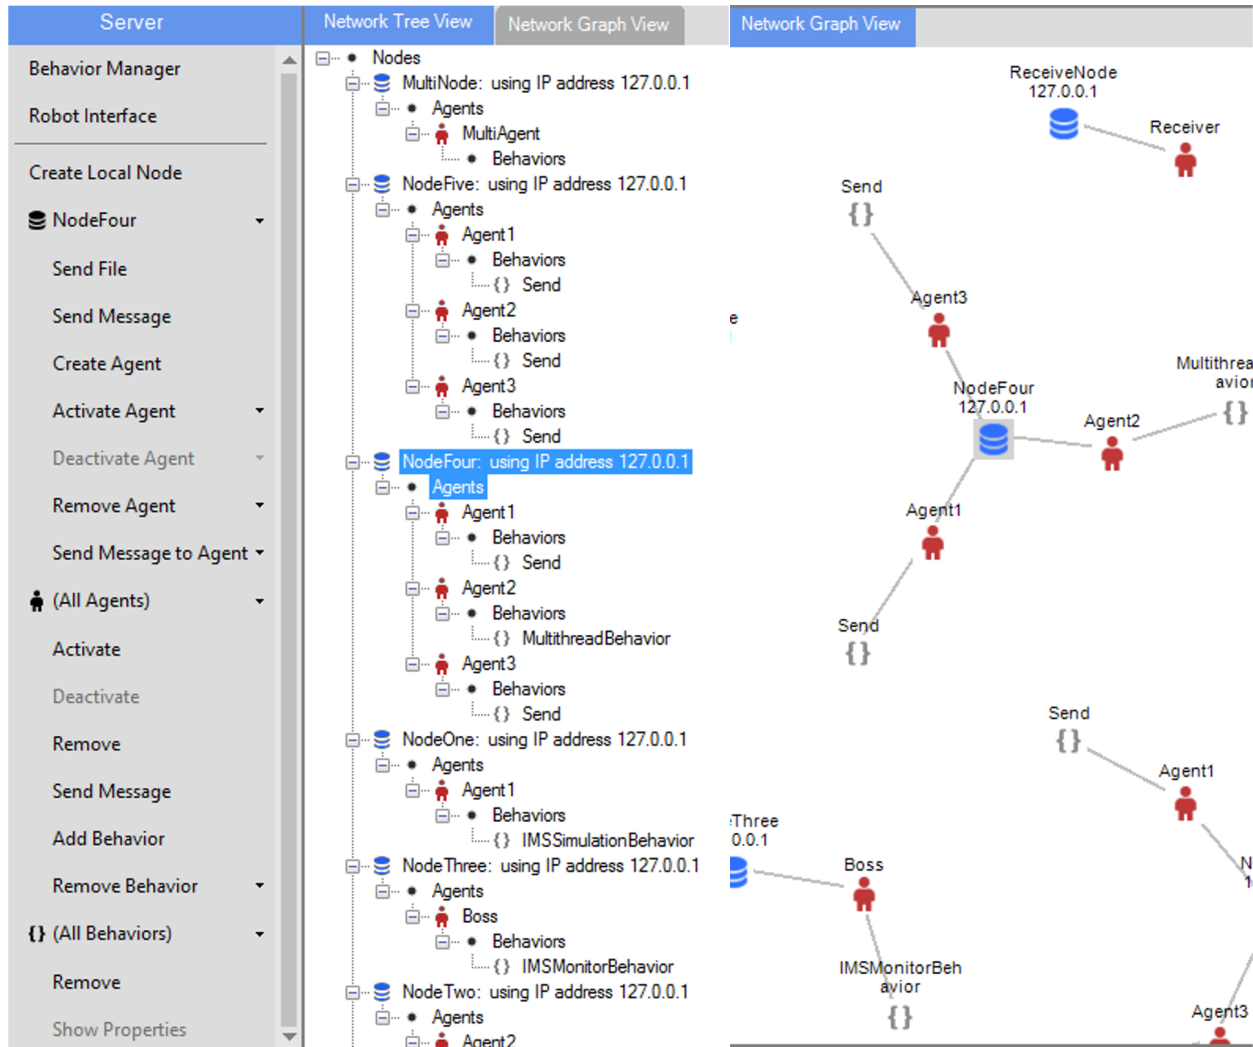 Server
Behavior Manager
Robot Interface
Create Local Node
NodeFour
Send File
Send Message
Create Agent
Activate Agent
Deactivate Agent
Remove Agent
Send Message to Agent
(All Agents)
Activate
Deactivate
Remove
Send Message
Add Behavior
Remove Behavior
{} (All Behaviors)
Remove
Show Properties
Network Tree View
Network Graph View
Nodes
MultiNode: using IP address 127.0.0.1
Agents
MultiAgent
Behaviors
NodeFive: using IP address 127.0.0.1
Agents
Agent1
Behaviors
{} Send
Agent2
Behaviors
{} Send
Agent3
Behaviors
{} Send
NodeFour: using IP address 127.0.0.1
Agents
Agent1
Behaviors
{} Send
Agent2
Behaviors
{} MultithreadBehavior
Agent3
Behaviors
{} Send
NodeOne: using IP address 127.0.0.1
Agents
Agent1
Behaviors
{} IMSSimulationBehavior
NodeThree: using IP address 127.0.0.1
Agents
Boss
Behaviors
{} IMSMonitorBehavior
NodeTwo: using IP address 127.0.0.1
Agents
Agent2
Network Graph View
ReceiveNode
127.0.0.1
Receiver
Send
{}
Agent3
e
NodeFour
127.0.0.1
Agent2
Multithrea
avior
{}
Agent1
Send
{}
Send
{}
Agent1
Three
0.0.1
Boss
N
IMSMonitorBeh
avior
{}
Agent3